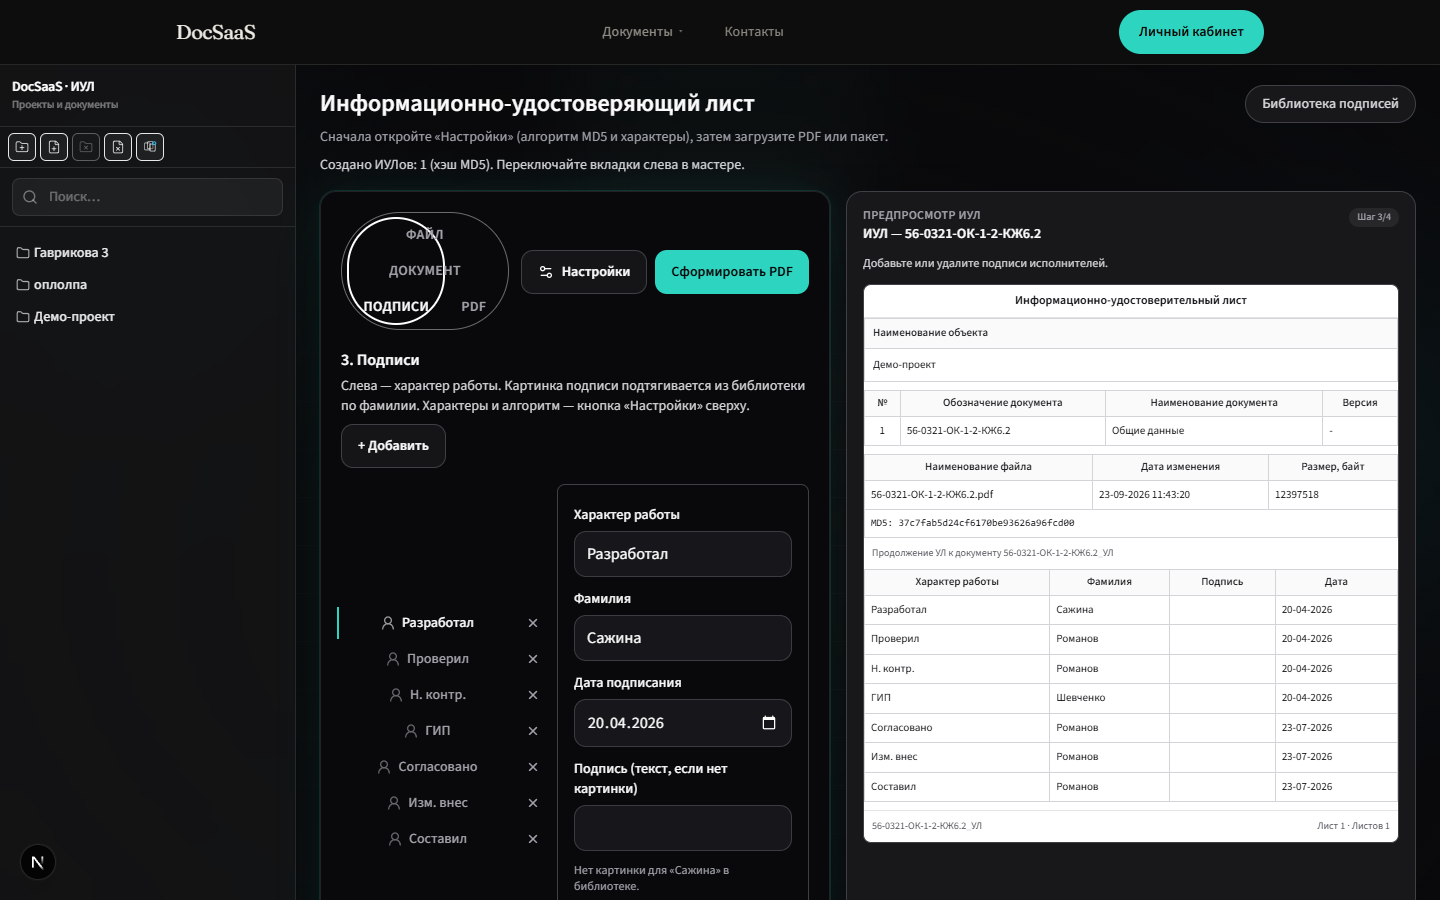 DocSaaS
Документы
Контакты
Личный кабинет
DocSaaS · ИУЛ
Проекты и документы
Поиск...
Гаврикова 3
оплолпа
Демо-проект
N
Информационно-удостоверяющий лист
Библиотека подписей
Сначала откройте «Настройки» (алгоритм MD5 и характеры), затем загрузите PDF или пакет.
Создано ИУЛов: 1 (хэш MD5). Переключайте вкладки слева в мастере.
ФАЙЛ
ДОКУМЕНТ
ПОДПИСИ
PDF
Настройки
Сформировать PDF
3. Подписи
Слева — характер работы. Картинка подписи подтягивается из библиотеки
по фамилии. Характеры и алгоритм — кнопка «Настройки» сверху.
+ Добавить
Разработал
Проверил
Н. контр.
ГИП
Согласовано
Изм. внес
Составил
Характер работы
Разработал
Фамилия
Сажина
Дата подписания
20.04.2026
Подпись (текст, если нет
картинки)
Нет картинки для «Сажина» в
библиотеке.
ПРЕДПРОСМОТР ИУЛ
Шаг 3/4
ИУЛ — 56-0321-ОК-1-2-КЖ6.2
Добавьте или удалите подписи исполнителей.
Информационно-удостоверительный лист
Наименование объекта
Демо-проект
№ Обозначение документа Наименование документа Версия
1 56-0321-ОК-1-2-КЖ6.2 Общие данные -
Наименование файла Дата изменения Размер, байт
56-0321-ОК-1-2-КЖ6.2.pdf 23-09-2026 11:43:20 12397518
MD5: 37c7fab5d24cf6170be93626a96fcd00
Продолжение УЛ к документу 56-0321-ОК-1-2-КЖ6.2_УЛ
Характер работы Фамилия Подпись Дата
Разработал Сажина 20-04-2026
Проверил Романов 20-04-2026
Н. контр. Романов 20-04-2026
ГИП Шевченко 20-04-2026
Согласовано Романов 23-07-2026
Изм. внес Романов 23-07-2026
Составил Романов 23-07-2026
56-0321-ОК-1-2-КЖ6.2_УЛ Лист 1 · Листов 1